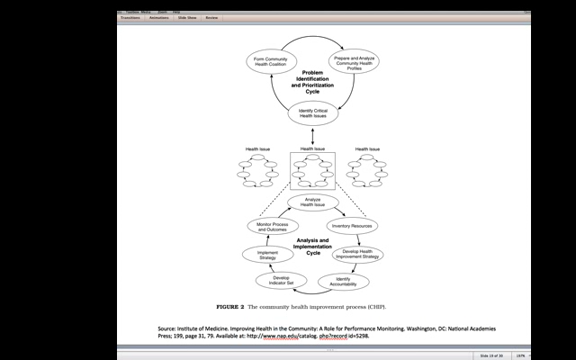 Transitions Animations Slide Show Review
Form Community
Health Coalition
Prepare and Analyze
Community Health
Profiles
Problem
Identification
and Prioritization
Cycle
Identify Critical
Health Issues
Health Issue
Health Issue
Health Issue
Analyze
Health Issue
Monitor Process
and Outcomes
Inventory Resources
Analysis and
Implementation
Cycle
Implement
Strategy
Develop Health
Improvement Strategy
Develop
Indicator Set
Identify
Accountability
FIGURE 2 The community health improvement process (CHIP).
Source: Institute of Medicine. Improving Health in the Community: A Role for Performance Monitoring. Washington, DC: National Academies
Press; 199, page 31, 79. Available at: http://www.nap.edu/catalog. php?record id=5298.